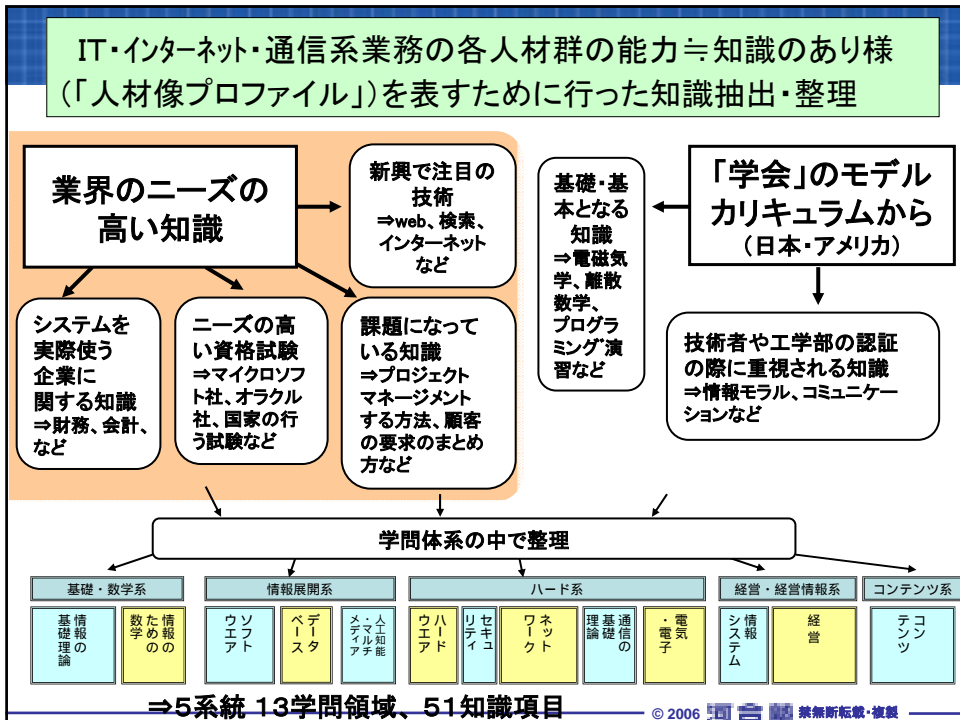 IT・インターネット・通信系業務の各人材群の能力≒知識のあり様
(「人材像プロファイル」)を表すために行った知識抽出・整理
業界のニーズの
高い知識
新興で注目の
技術
⇒web、検索、
インターネット
など
基礎・基
本となる
知識
⇒電磁気
学、離散
数学、
プログラ
ミング演
習など
「学会」のモデル
カリキュラムから
(日本・アメリカ)
システムを
実際使う
企業に
関する知識
⇒財務、会計、
など
ニーズの高
い資格試験
⇒マイクロソフ
ト社、オラクル
社、国家の行
う試験など
課題になって
いる知識
⇒プロジェクト
マネージメント
する方法、顧客
の要求のまとめ
方など
技術者や工学部の認証
の際に重視される知識
⇒情報モラル、コミュニケー
ションなど
学問体系の中で整理
基礎・数学系
情報展開系
ハード系
経営・経営情報系
コンテンツ系
情報の
基礎理論
情報の
ための
数学
ソフト
ウエア
データ
ベース
人工知能
・マルチ
メディア
ハード
ウエア
セキュ
リティ
ネット
ワーク
通信の
基礎
理論
電気
・電子
情報
システム
経営
コン
テンツ
⇒5系統 13学問領域、51知識項目
© 2006 河合塾 禁無断転載・複製